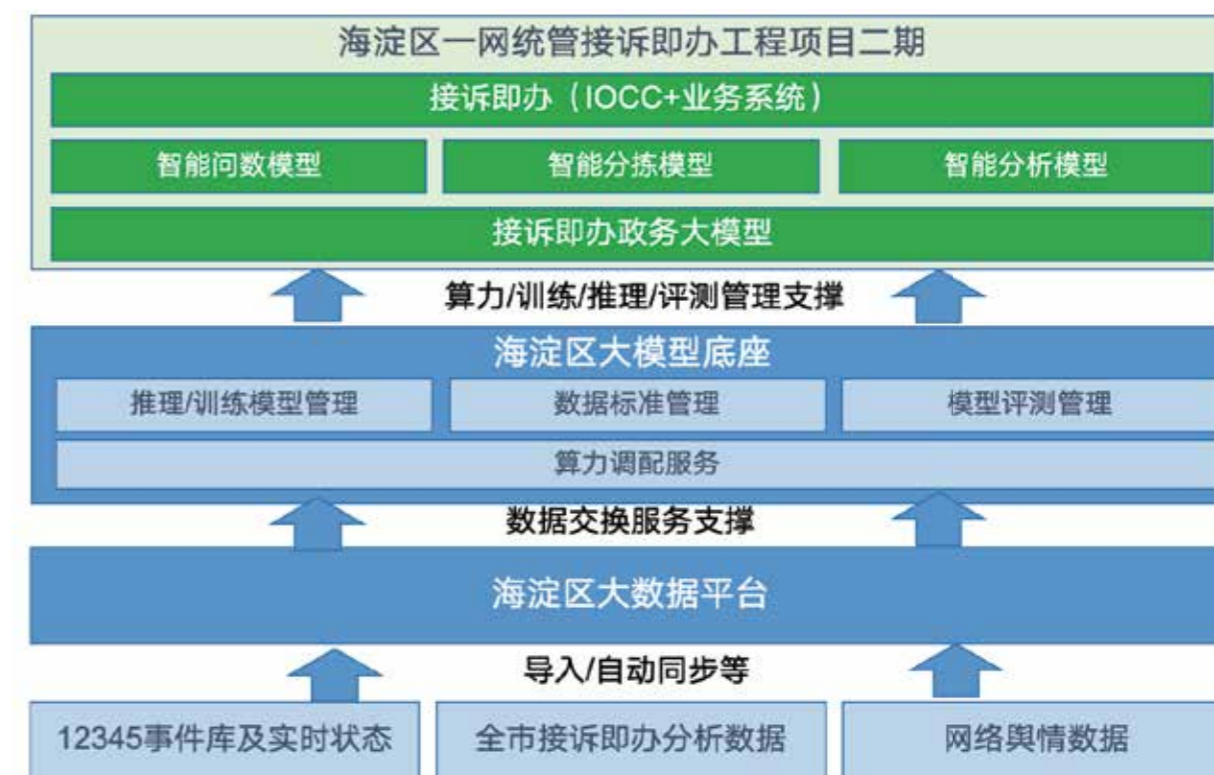 海淀区一网统管接诉即办工程项目二期
接诉即办（IOCC+业务系统）
智能问数模型
智能分拣模型
智能分析模型
接诉即办政务大模型
算力/训练/推理/评测管理支撑
海淀区大模型底座
推理/训练模型管理
数据标准管理
模型评测管理
算力调配服务
数据交换服务支撑
海淀区大数据平台
导入/自动同步等
12345事件库及实时状态
全市接诉即办分析数据
网络舆情数据